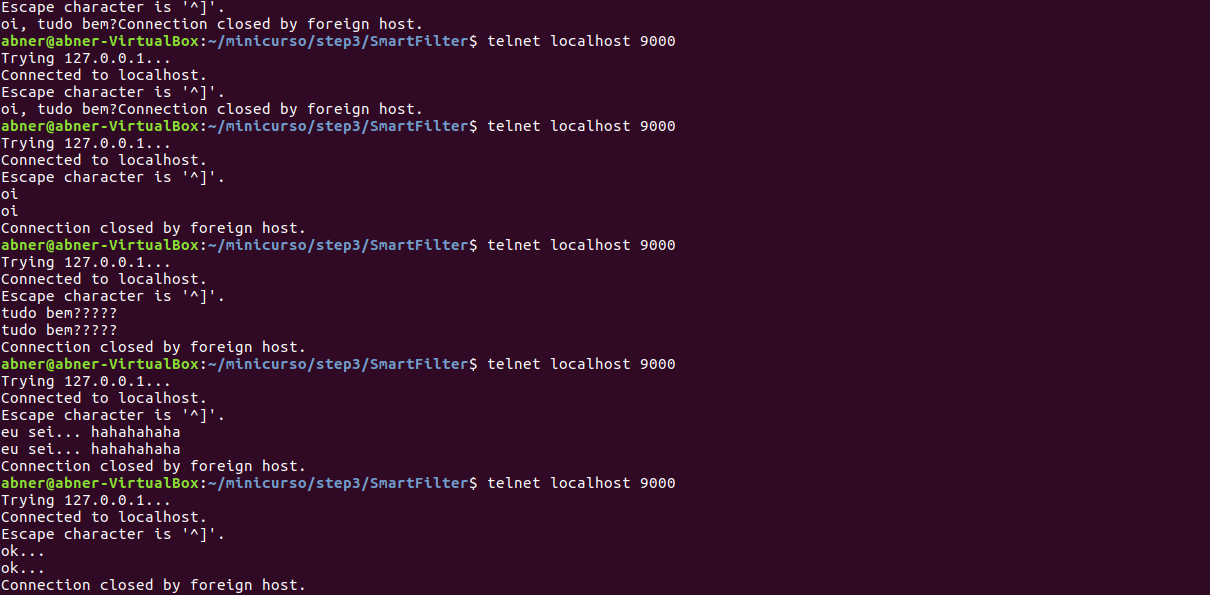 Escape character is '^]'.
oi, tudo bem?Connection closed by foreign host.
abner@abner-VirtualBox:~/minicurso/step3/SmartFilter$ telnet localhost 9000
Trying 127.0.0.1...
Connected to localhost.
Escape character is '^]'.
oi, tudo bem?Connection closed by foreign host.
abner@abner-VirtualBox:~/minicurso/step3/SmartFilter$ telnet localhost 9000
Trying 127.0.0.1...
Connected to localhost.
Escape character is '^]'.
oi
oi
Connection closed by foreign host.
abner@abner-VirtualBox:~/minicurso/step3/SmartFilter$ telnet localhost 9000
Trying 127.0.0.1...
Connected to localhost.
Escape character is '^]'.
tudo bem?????
tudo bem?????
Connection closed by foreign host.
abner@abner-VirtualBox:~/minicurso/step3/SmartFilter$ telnet localhost 9000
Trying 127.0.0.1...
Connected to localhost.
Escape character is '^]'.
eu sei... hahahahaha
eu sei... hahahahaha
Connection closed by foreign host.
abner@abner-VirtualBox:~/minicurso/step3/SmartFilter$ telnet localhost 9000
Trying 127.0.0.1...
Connected to localhost.
Escape character is '^]'.
ok...
ok...
Connection closed by foreign host.